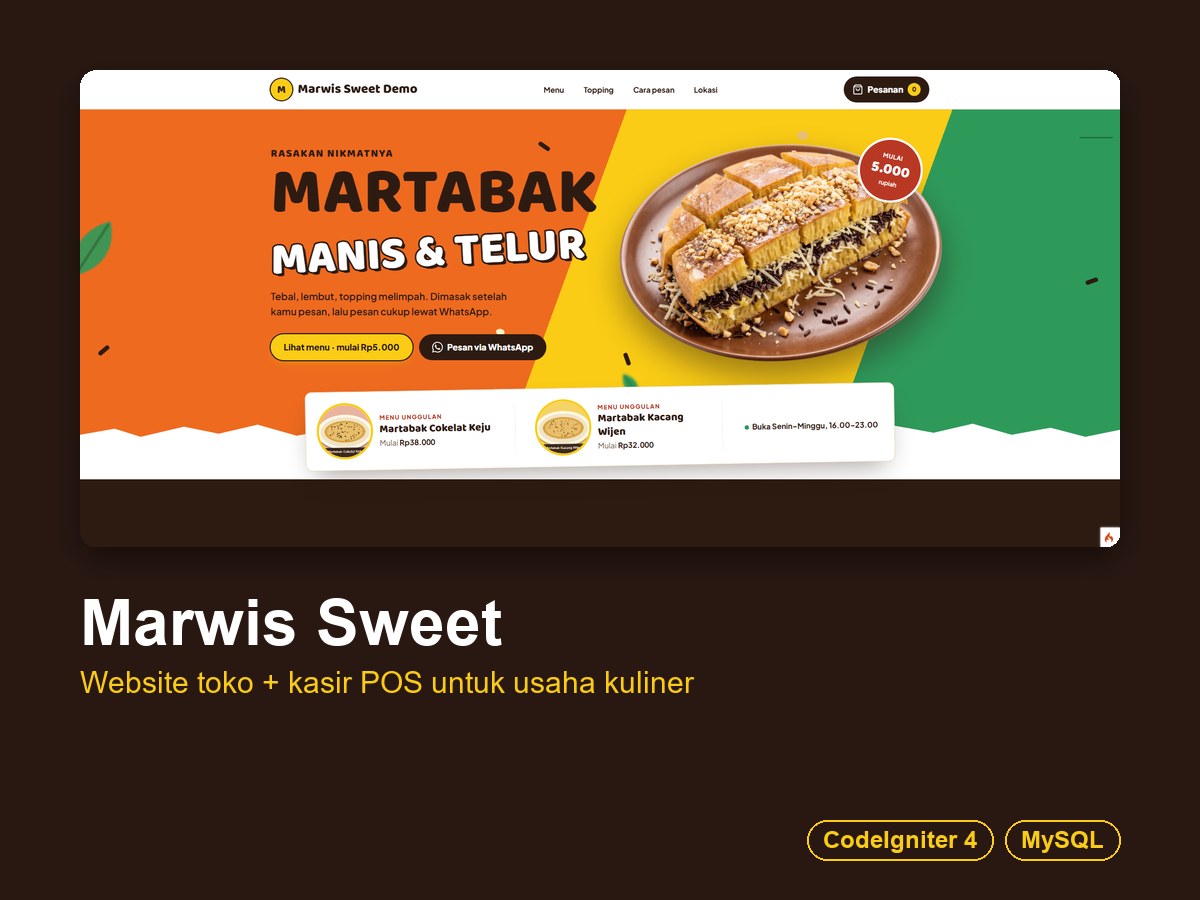 M Marwis Sweet Demo
Menu Topping Cara pesan Lokasi
Pesanan 0
RASAKAN NIKMATNYA
MARTABAK
MANIS & TELUR
Tebal, lembut, topping melimpah. Dimasak setelah
kamu pesan, lalu pesan cukup lewat WhatsApp.
Lihat menu · mulai Rp5.000
Pesan via WhatsApp
MULAI
5.000
rupiah
MENU UNGGULAN
Martabak Cokelat Keju
Mulai Rp38.000
MENU UNGGULAN
Martabak Kacang
Wijen
Mulai Rp32.000
Buka Senin–Minggu, 16.00–23.00
Marwis Sweet
Website toko + kasir POS untuk usaha kuliner
CodeIgniter 4
MySQL